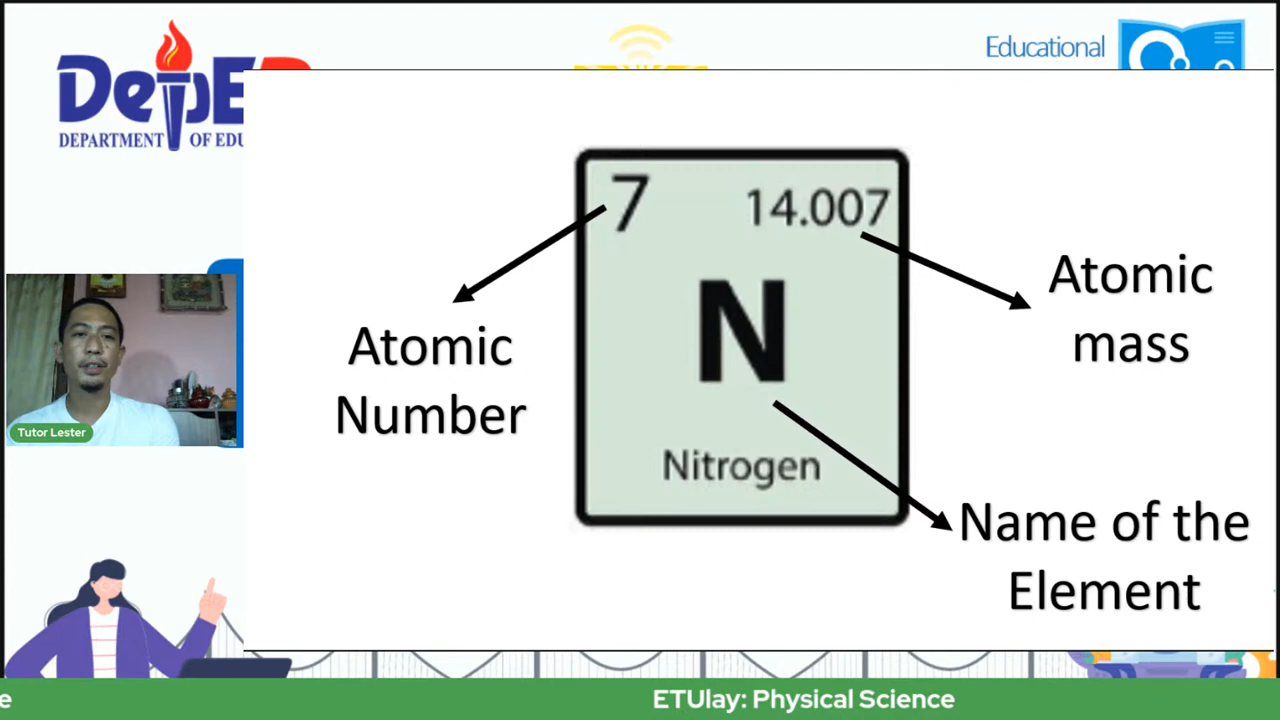 DepE
DEPARTMENT OF EDU
Educational
7
14.007
N
Nitrogen
Atomic
Number
Atomic
mass
Name of the
Element
Tutor Lester
e
ETUlay: Physical Science